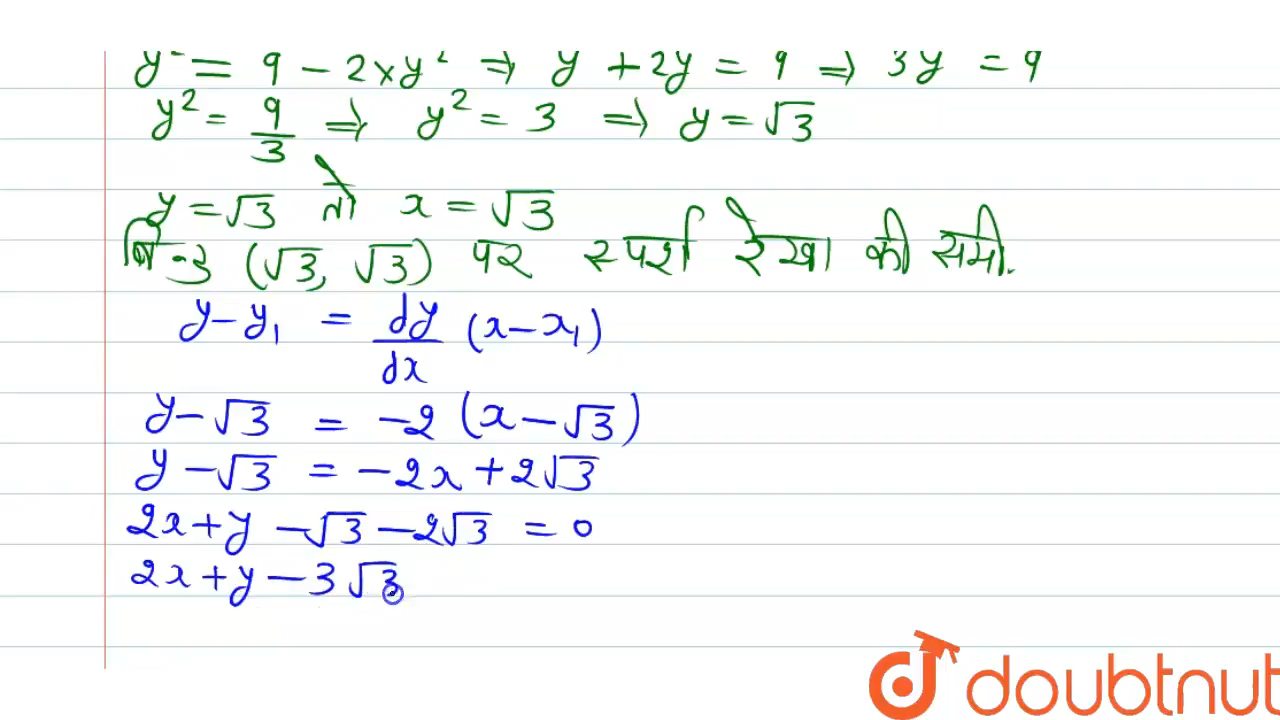 y² = 9 - 2xy² ⇒ y + 2y = 9 ⇒ 3y = 9
y² = 9/3 ⇒ y² = 3 ⇒ y = √3
y = √3 तो x = √3
(√3, √3) पर स्पर्श रेखा की समी.
y - y₁ = dy/dx (x - x₁)
y - √3 = -2 (x - √3)
y - √3 = -2x + 2√3
2x + y - √3 - 2√3 = 0
2x + y - 3√3
doubtnut